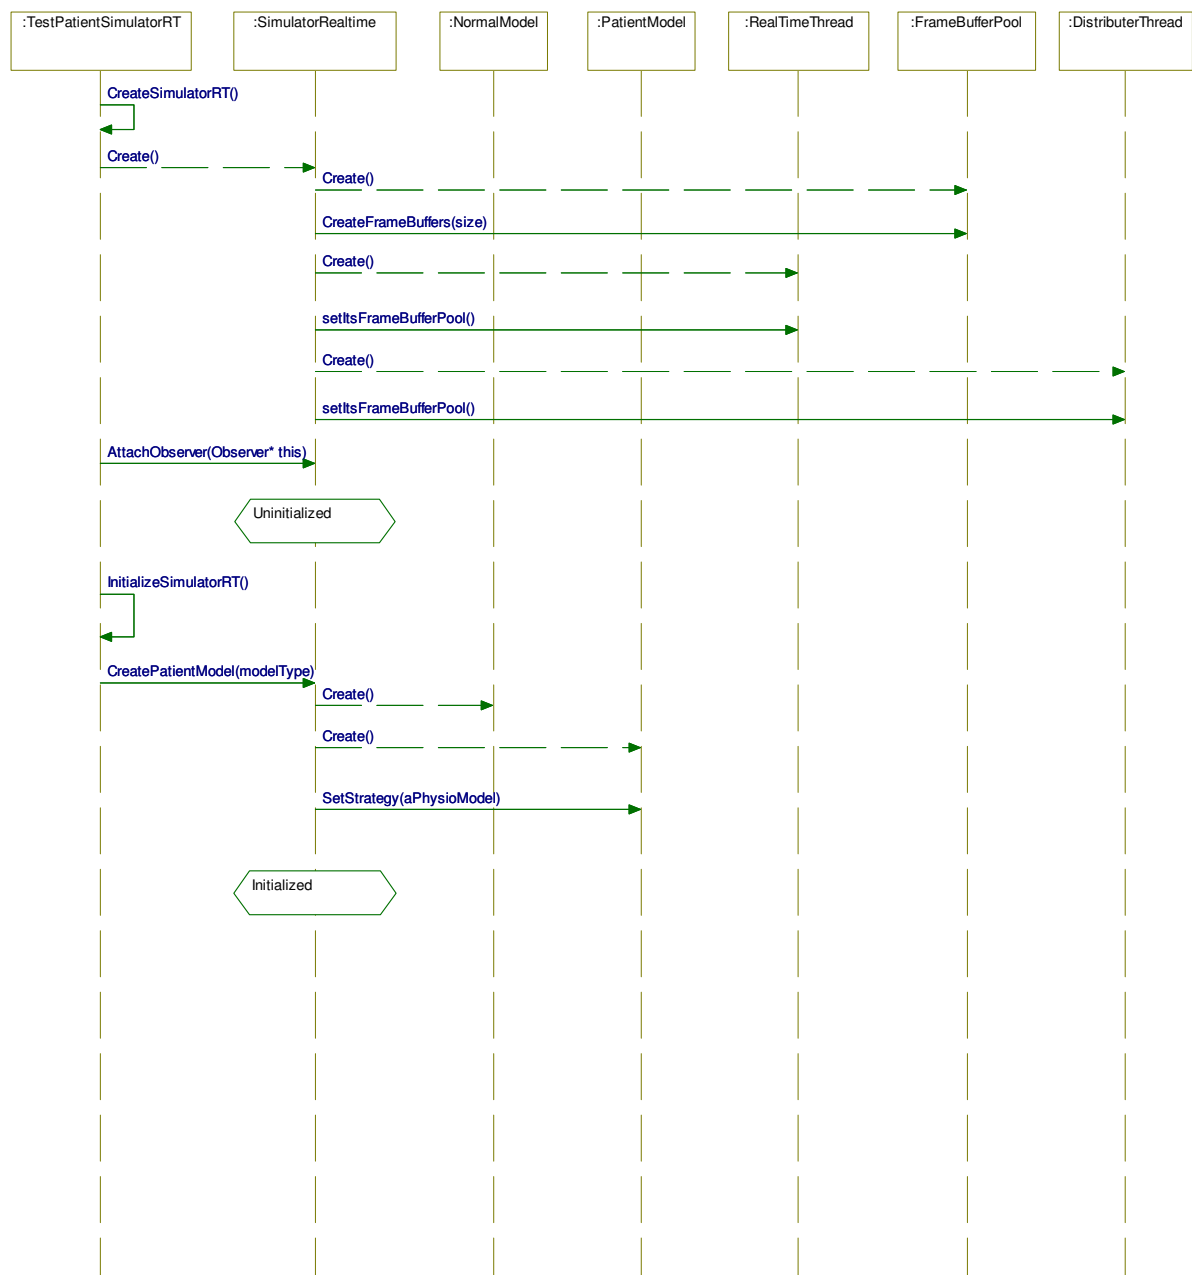 :TestPatientSimulatorRT
:SimulatorRealtime
:NormalModel
:PatientModel
:RealTimeThread
:FrameBufferPool
:DistributerThread
CreateSimulatorRT()
Create()
Create()
CreateFrameBuffers(size)
Create()
setItsFrameBufferPool()
Create()
setItsFrameBufferPool()
AttachObserver(Observer* this)
Uninitialized
InitializeSimulatorRT()
CreatePatientModel(modelType)
Create()
Create()
SetStrategy(aPhysioModel)
Initialized